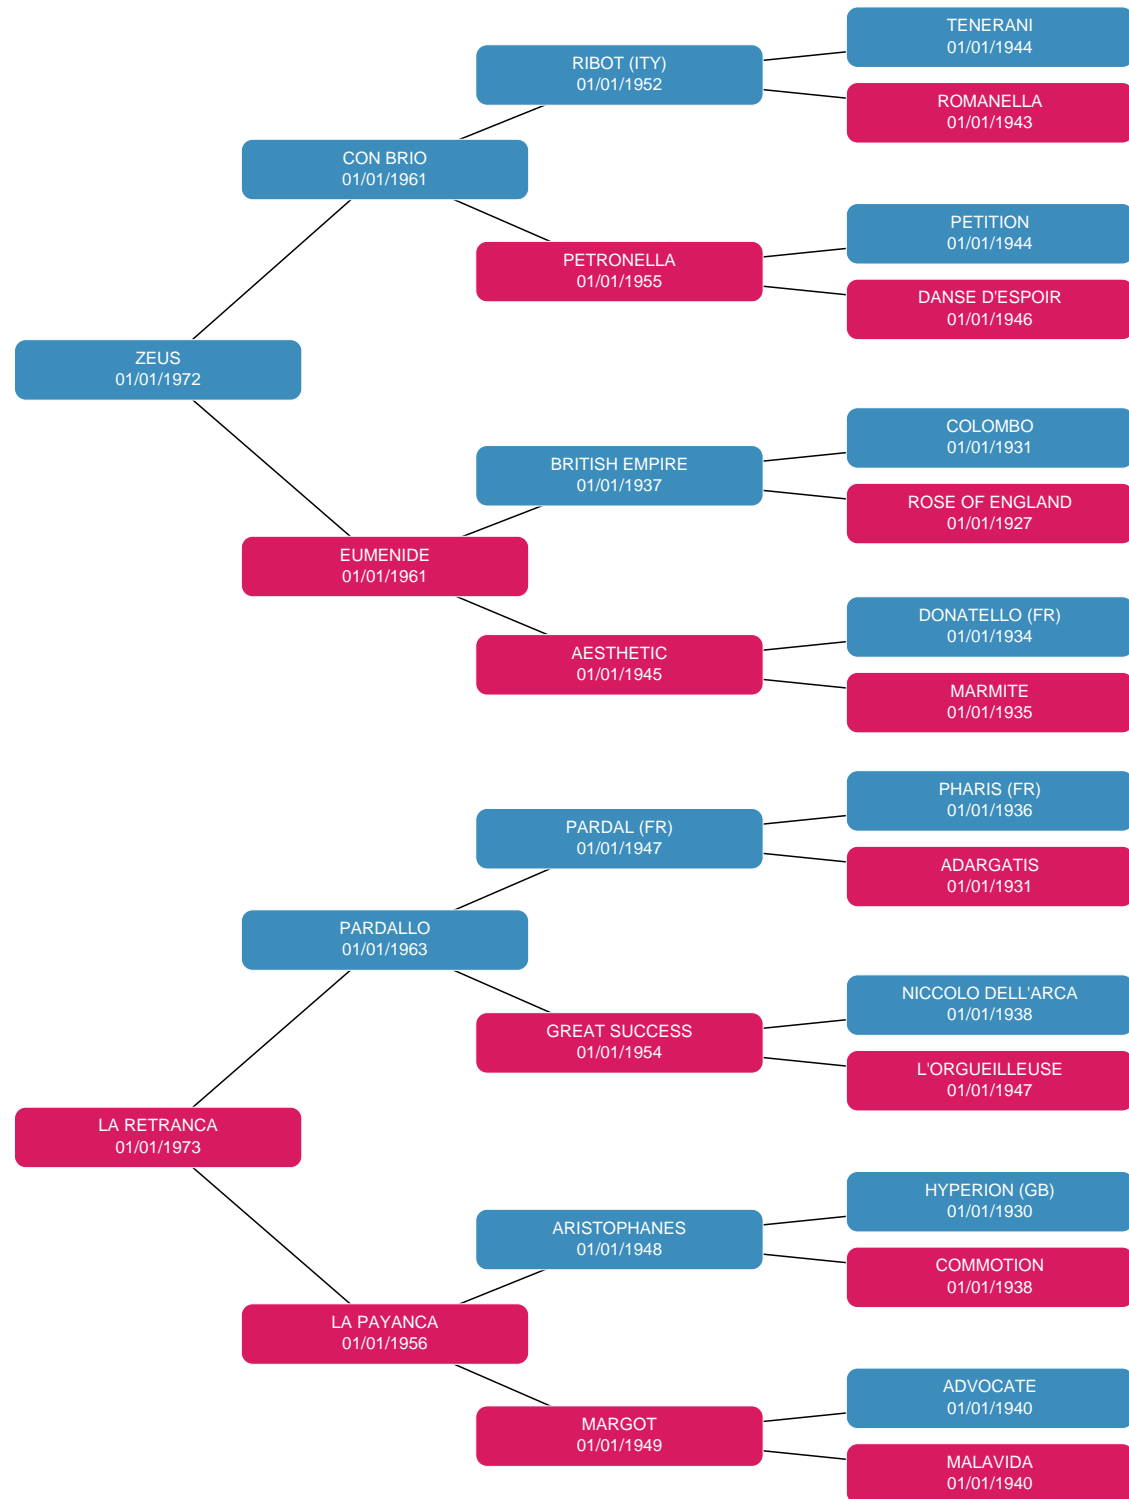 TENERANI
01/01/1944
RIBOT (ITY)
01/01/1952
ROMANELLA
01/01/1943
CON BRIO
01/01/1961
PETITION
01/01/1944
PETRONELLA
01/01/1955
DANSE D'ESPOIR
01/01/1946
ZEUS
01/01/1972
COLOMBO
01/01/1931
BRITISH EMPIRE
01/01/1937
ROSE OF ENGLAND
01/01/1927
EUMENIDE
01/01/1961
DONATELLO (FR)
01/01/1934
AESTHETIC
01/01/1945
MARMITE
01/01/1935
PHARIS (FR)
01/01/1936
PARDAL (FR)
01/01/1947
ADARGATIS
01/01/1931
PARDALLO
01/01/1963
NICCOLO DELL'ARCA
01/01/1938
GREAT SUCCESS
01/01/1954
L'ORGUEILLEUSE
01/01/1947
LA RETRANCA
01/01/1973
HYPERION (GB)
01/01/1930
ARISTOPHANES
01/01/1948
COMMOTION
01/01/1938
LA PAYANCA
01/01/1956
ADVOCATE
01/01/1940
MARGOT
01/01/1949
MALAVIDA
01/01/1940